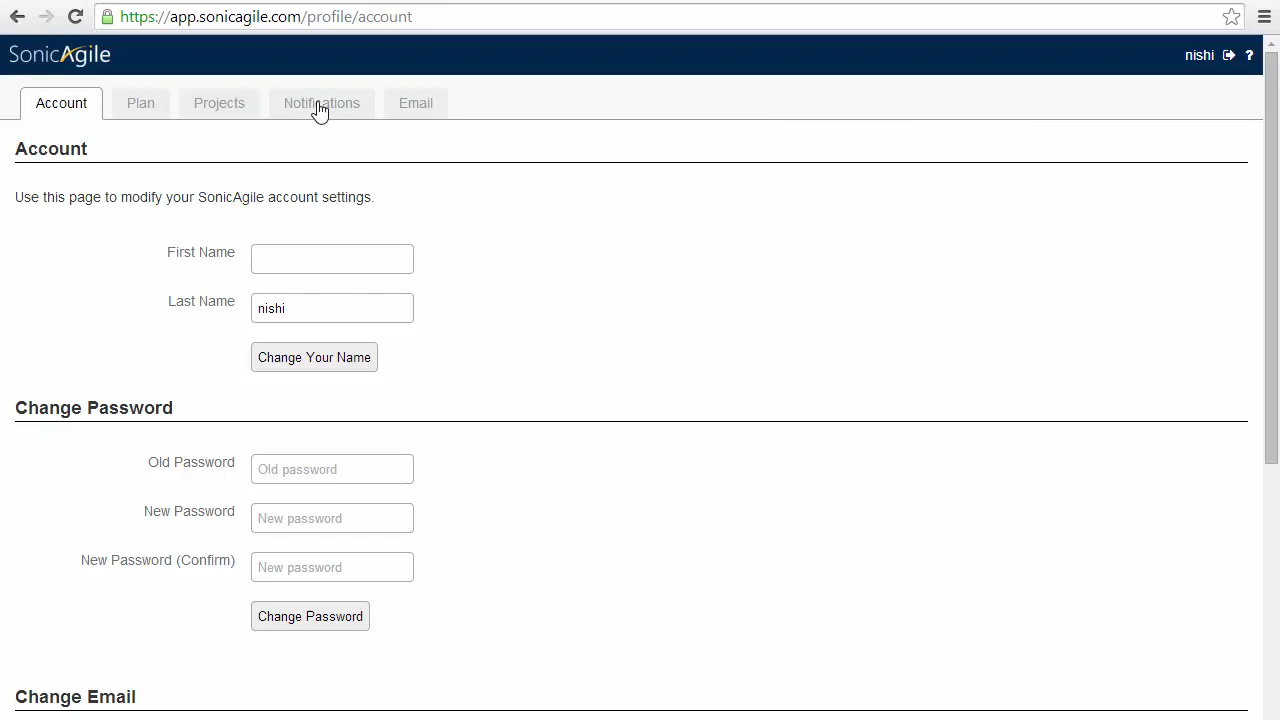 https://app.sonicagile.com/profile/account
SonicAgile
nishi ?
Account Plan Projects Notifications Email
Account
Use this page to modify your SonicAgile account settings.
First Name
Last Name nishi
Change Your Name
Change Password
Old Password Old password
New Password New password
New Password (Confirm) New password
Change Password
Change Email